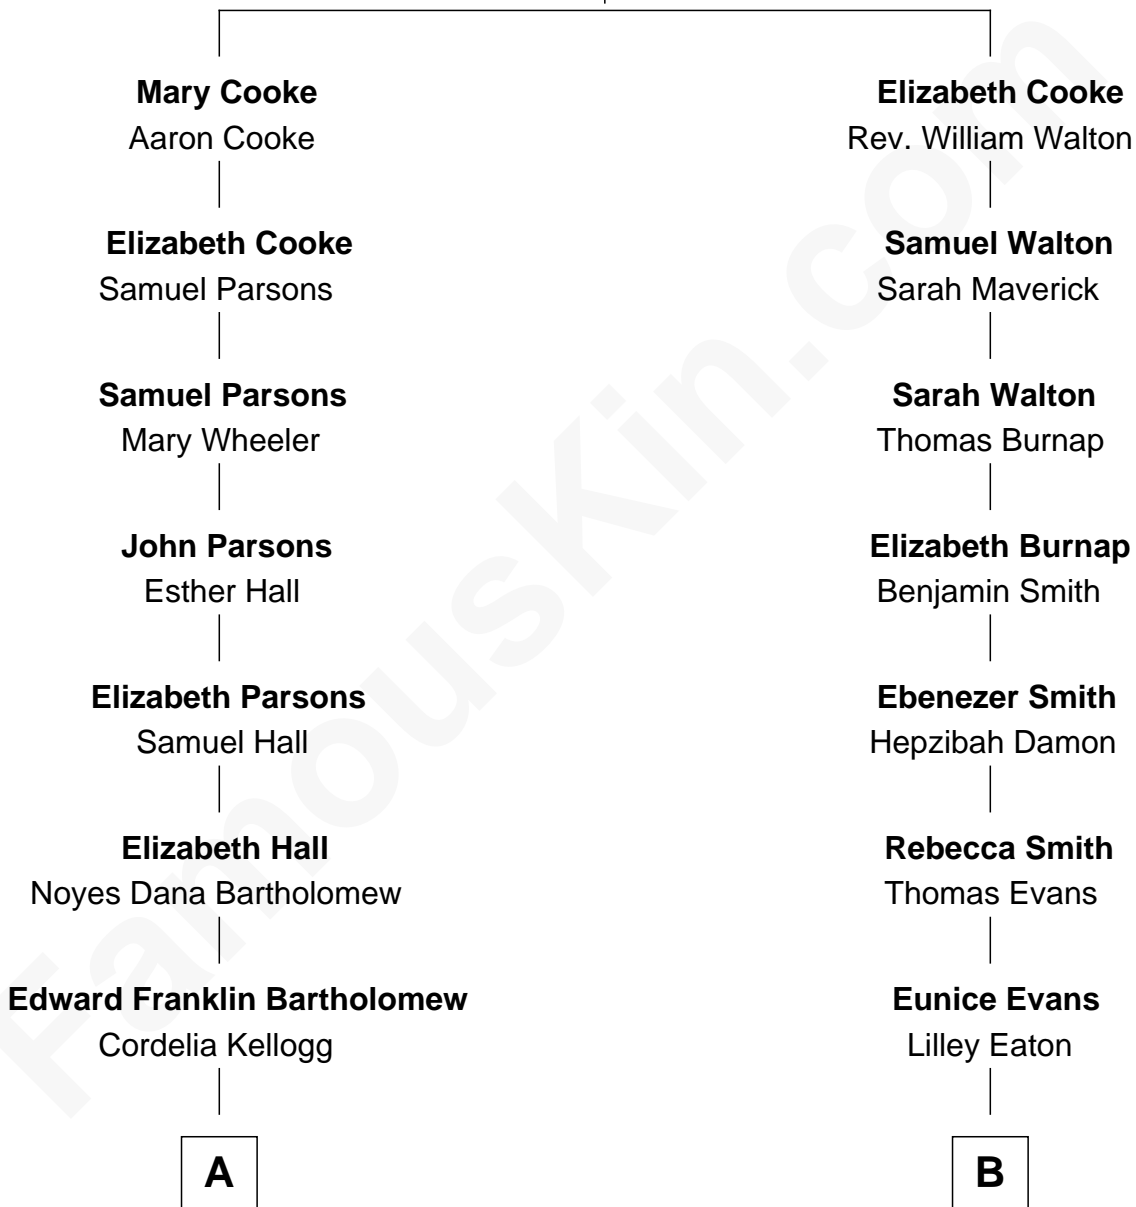 Mary Cooke
Aaron Cooke
Elizabeth Cooke
Samuel Parsons
Samuel Parsons
Mary Wheeler
John Parsons
Esther Hall
Elizabeth Parsons
Samuel Hall
Elizabeth Hall
Noyes Dana Bartholomew
Edward Franklin Bartholomew
Cordelia Kellogg
A
Elizabeth Cooke
Rev. William Walton
Samuel Walton
Sarah Maverick
Sarah Walton
Thomas Burnap
Elizabeth Burnap
Benjamin Smith
Ebenezer Smith
Hepzibah Damon
Rebecca Smith
Thomas Evans
Eunice Evans
Lilley Eaton
B
FamousKin.com